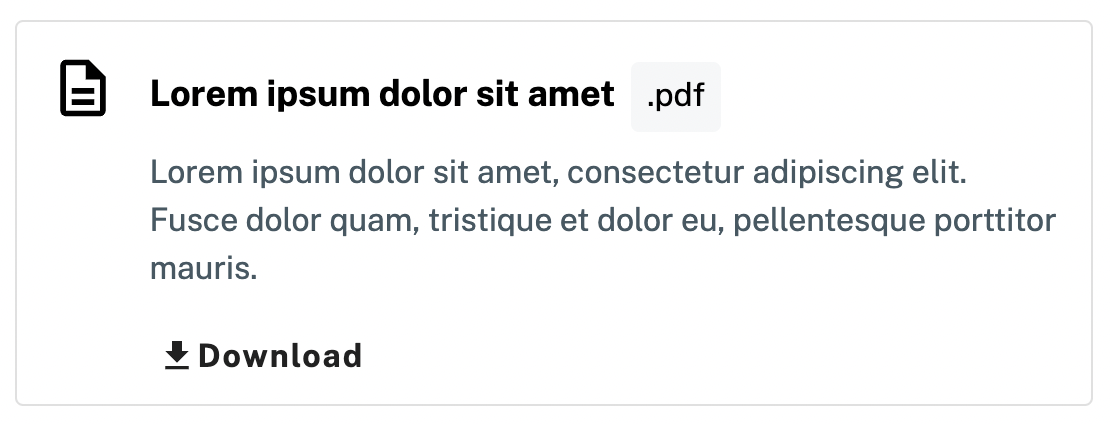 Lorem ipsum dolor sit amet .pdf
Lorem ipsum dolor sit amet, consectetur adipiscing elit.
Fusce dolor quam, tristique et dolor eu, pellentesque porttitor
mauris.
Download